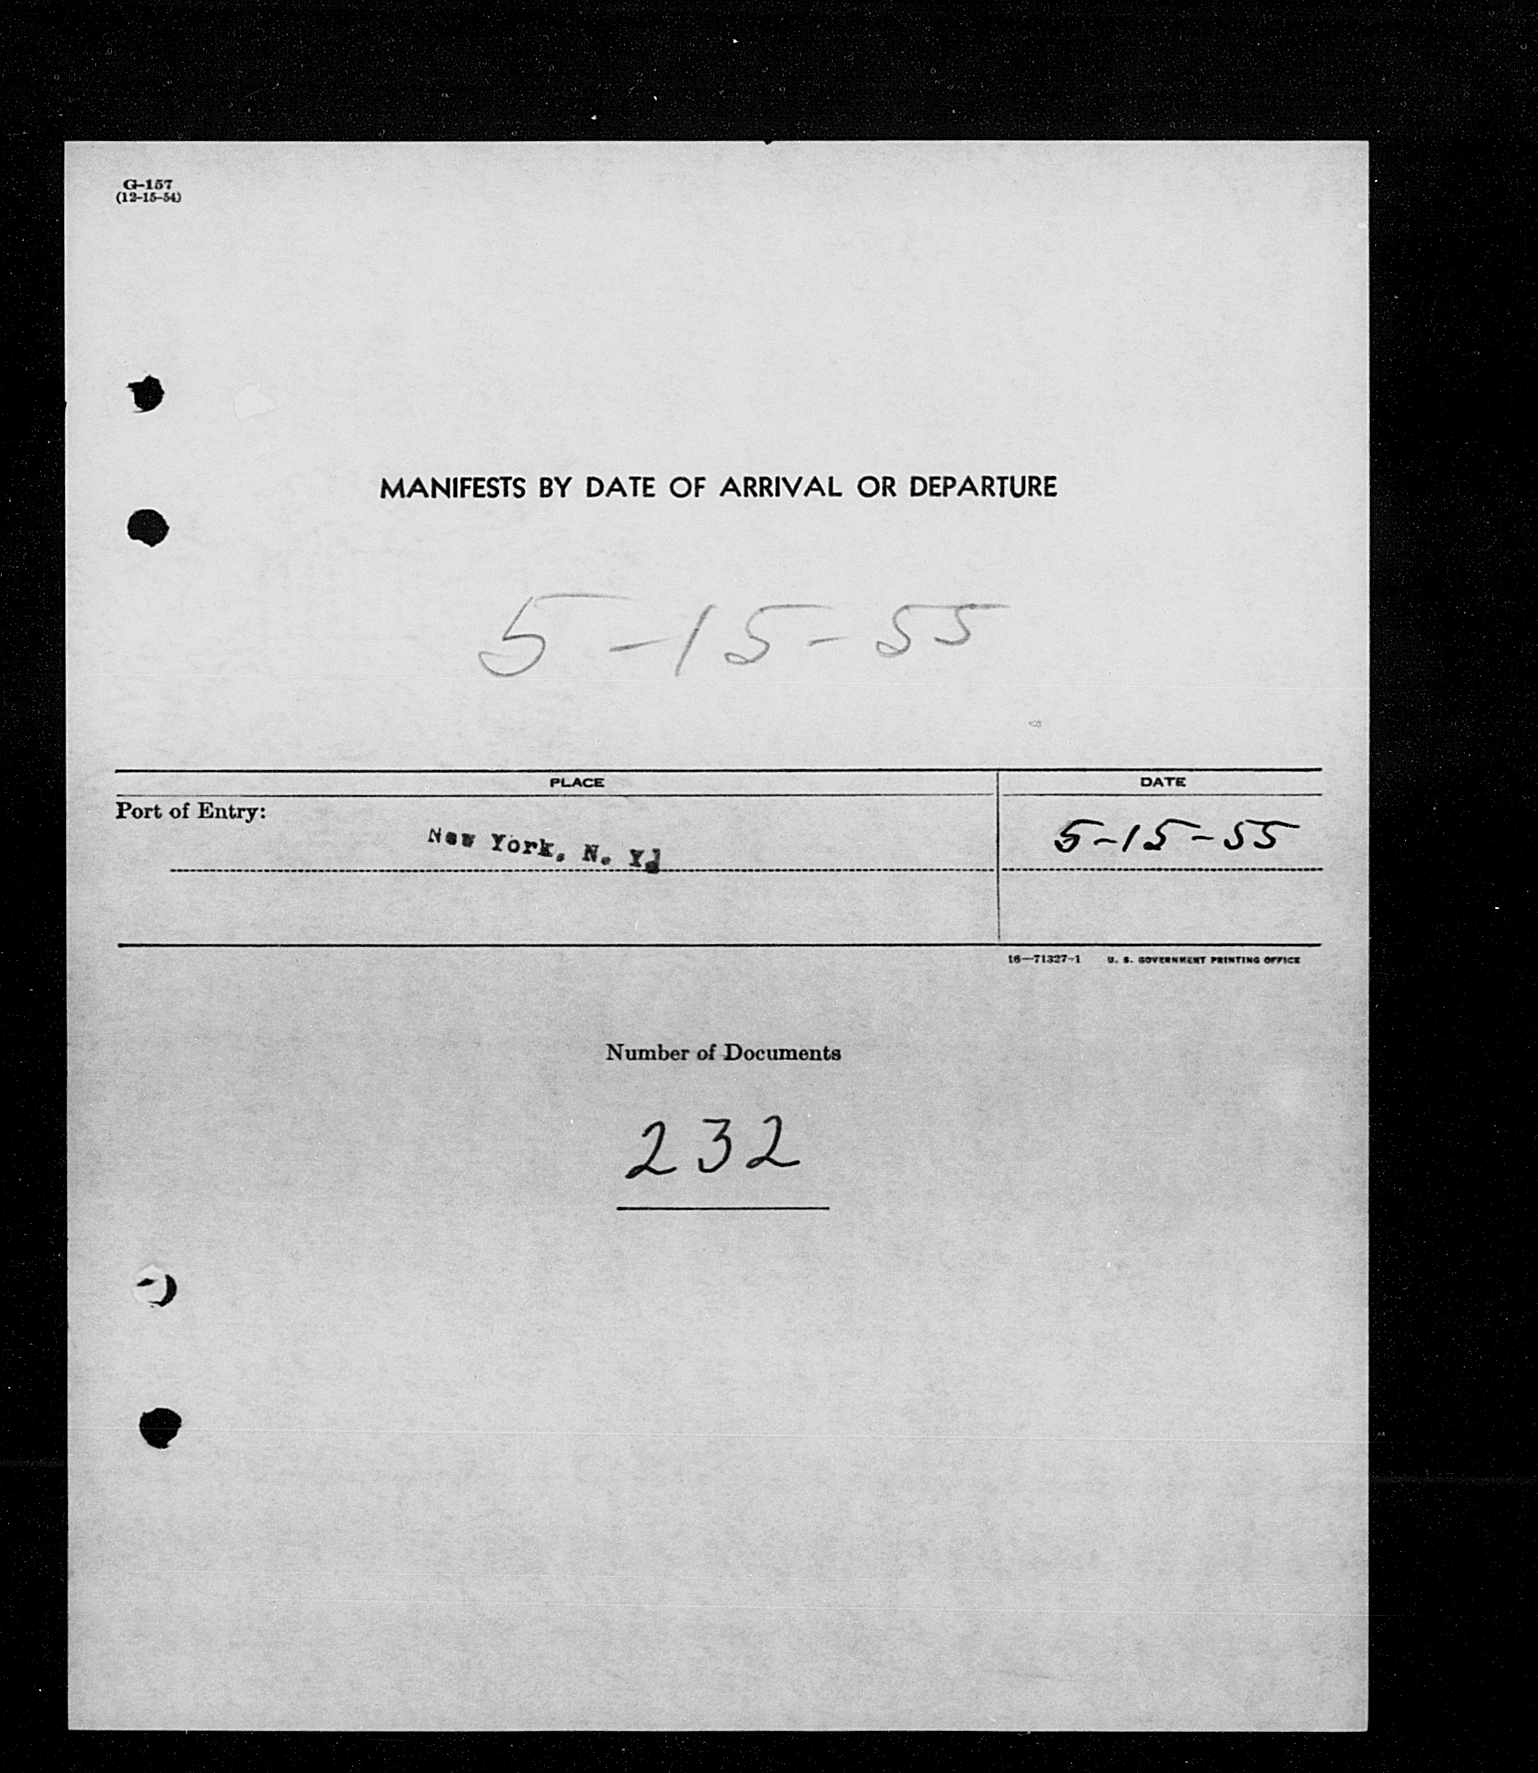 G-157
(12-15-54)
MANIFESTS BY DATE OF ARRIVAL OR DEPARTURE
5-15-55
PLACE DATE
Port of Entry:
New York, N. Y. 5-15-55
16—71327-1 U. S. GOVERNMENT PRINTING OFFICE
Number of Documents
232